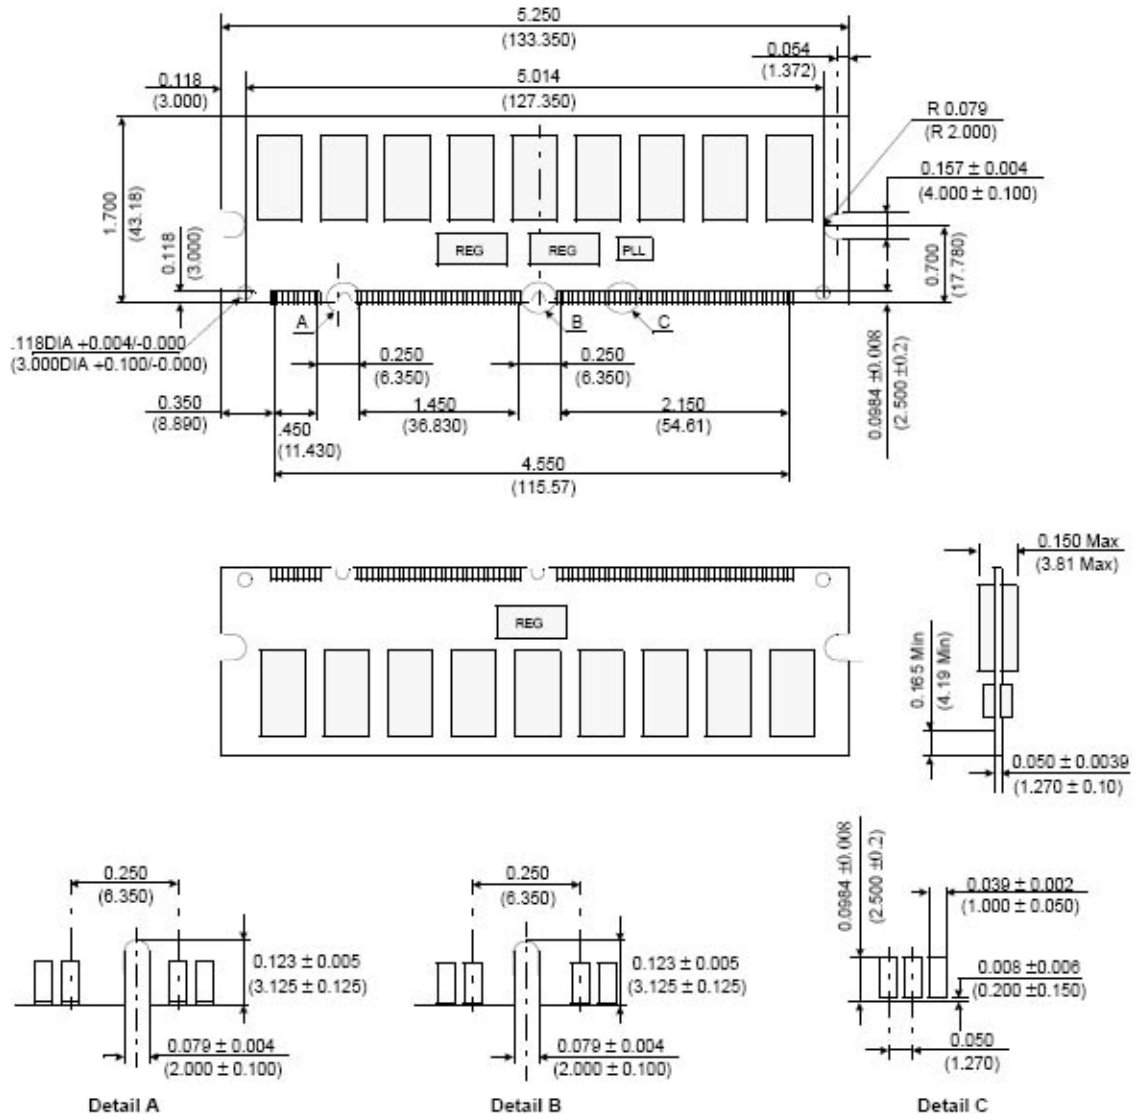 5.250
(133.350)
0.054
(1.372)
0.118
(3.000)
5.014
(127.350)
R 0.079
(R 2.000)
0.157 ± 0.004
(4.000 ± 0.100)
1.700
(43.18)
0.118
(3.000)
REG
REG
PLL
0.700
(17.780)
A
B
C
.118DIA +0.004/-0.000
(3.000DIA +0.100/-0.000)
0.250
(6.350)
0.250
(6.350)
0.0984 ±0.008
(2.500 ±0.2)
0.350
(8.890)
.450
(11.430)
1.450
(36.830)
2.150
(54.61)
4.550
(115.57)
0.150 Max
(3.81 Max)
REG
0.165 Min
(4.19 Min)
0.050 ± 0.0039
(1.270 ± 0.10)
0.250
(6.350)
0.123 ± 0.005
(3.125 ± 0.125)
0.079 ± 0.004
(2.000 ± 0.100)
Detail A
0.250
(6.350)
0.123 ± 0.005
(3.125 ± 0.125)
0.079 ± 0.004
(2.000 ± 0.100)
Detail B
0.0984 ±0.008
(2.500 ±0.2)
0.039 ± 0.002
(1.000 ± 0.050)
0.008 ±0.006
(0.200 ±0.150)
0.050
(1.270)
Detail C